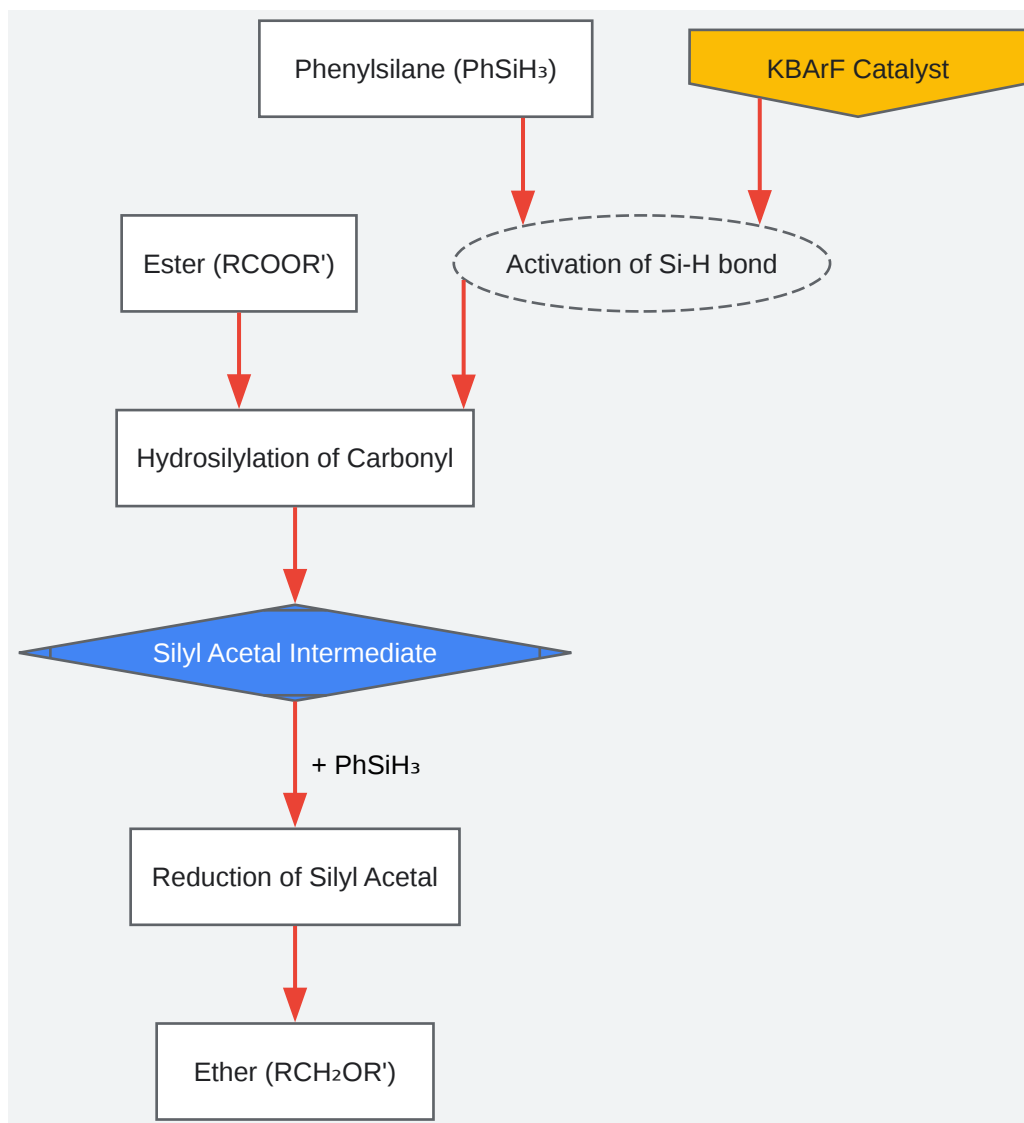 Phenylsilane (PhSiH₃)
KBArF Catalyst
Ester (RCOOR')
Activation of Si-H bond
Hydrosilylation of Carbonyl
Silyl Acetal Intermediate
+ PhSiH₃
Reduction of Silyl Acetal
Ether (RCH₂OR')